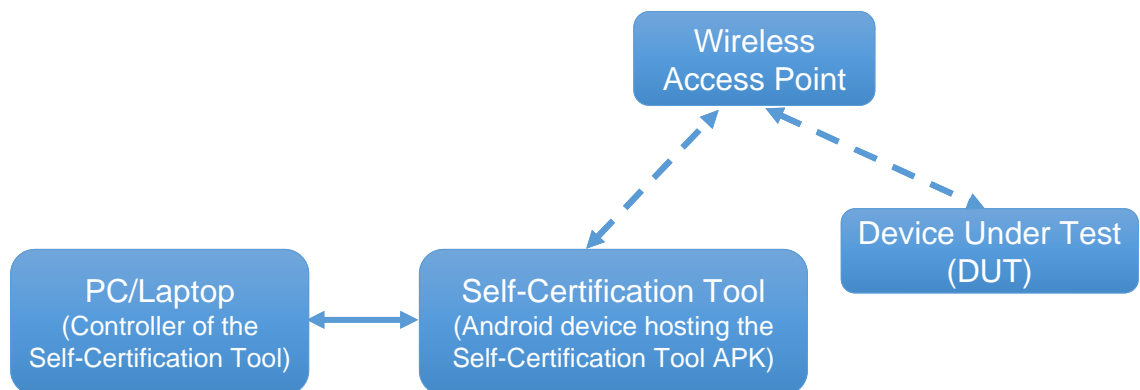 Wireless
Access Point
Device Under Test
(DUT)
PC/Laptop
(Controller of the
Self-Certification Tool)
Self-Certification Tool
(Android device hosting the
Self-Certification Tool APK)